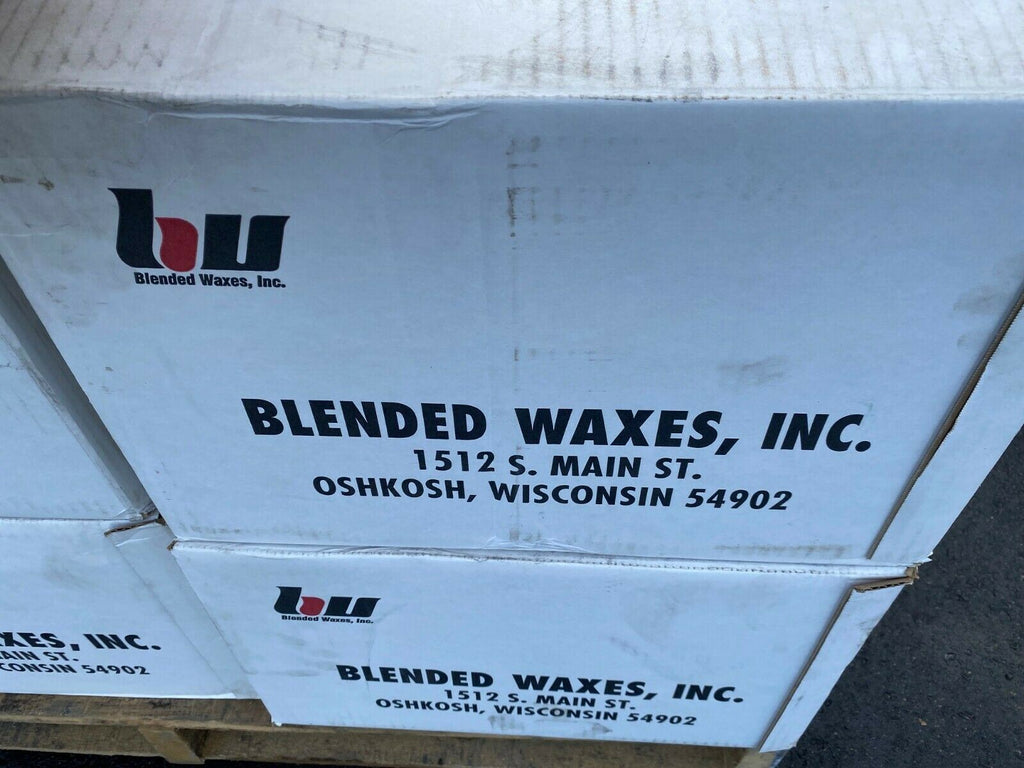 bw
Blended Waxes, Inc.
BLENDED WAXES, INC.
1512 S. MAIN ST.
OSHKOSH, WISCONSIN 54902
bw
Blended Waxes, Inc.
BLENDED WAXES, INC.
1512 S. MAIN ST.
OSHKOSH, WISCONSIN 54902
XES, INC.
AIN ST.
CONSIN 54902